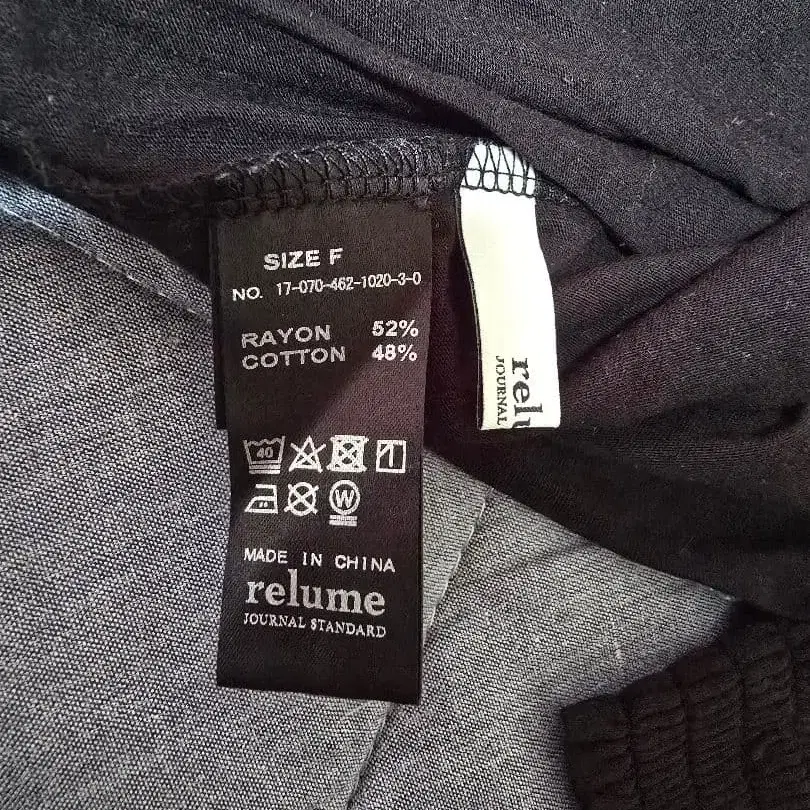 SIZE F
NO. 17-070-462-1020-3-0
RAYON 52%
COTTON 48%
40
W
MADE IN CHINA
relume
JOURNAL STANDARD
JOURNAL